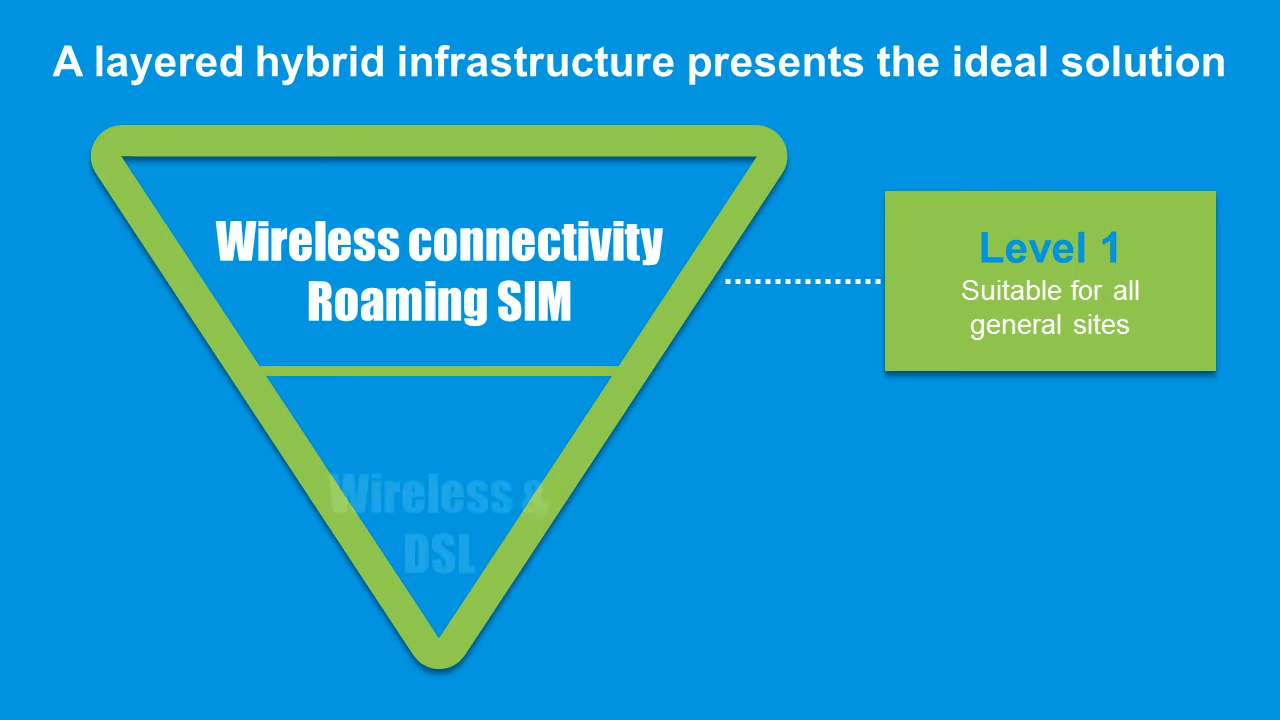 A layered hybrid infrastructure presents the ideal solution
Wireless connectivity
Roaming SIM
Level 1
Suitable for all
general sites
Wireless &
DSL